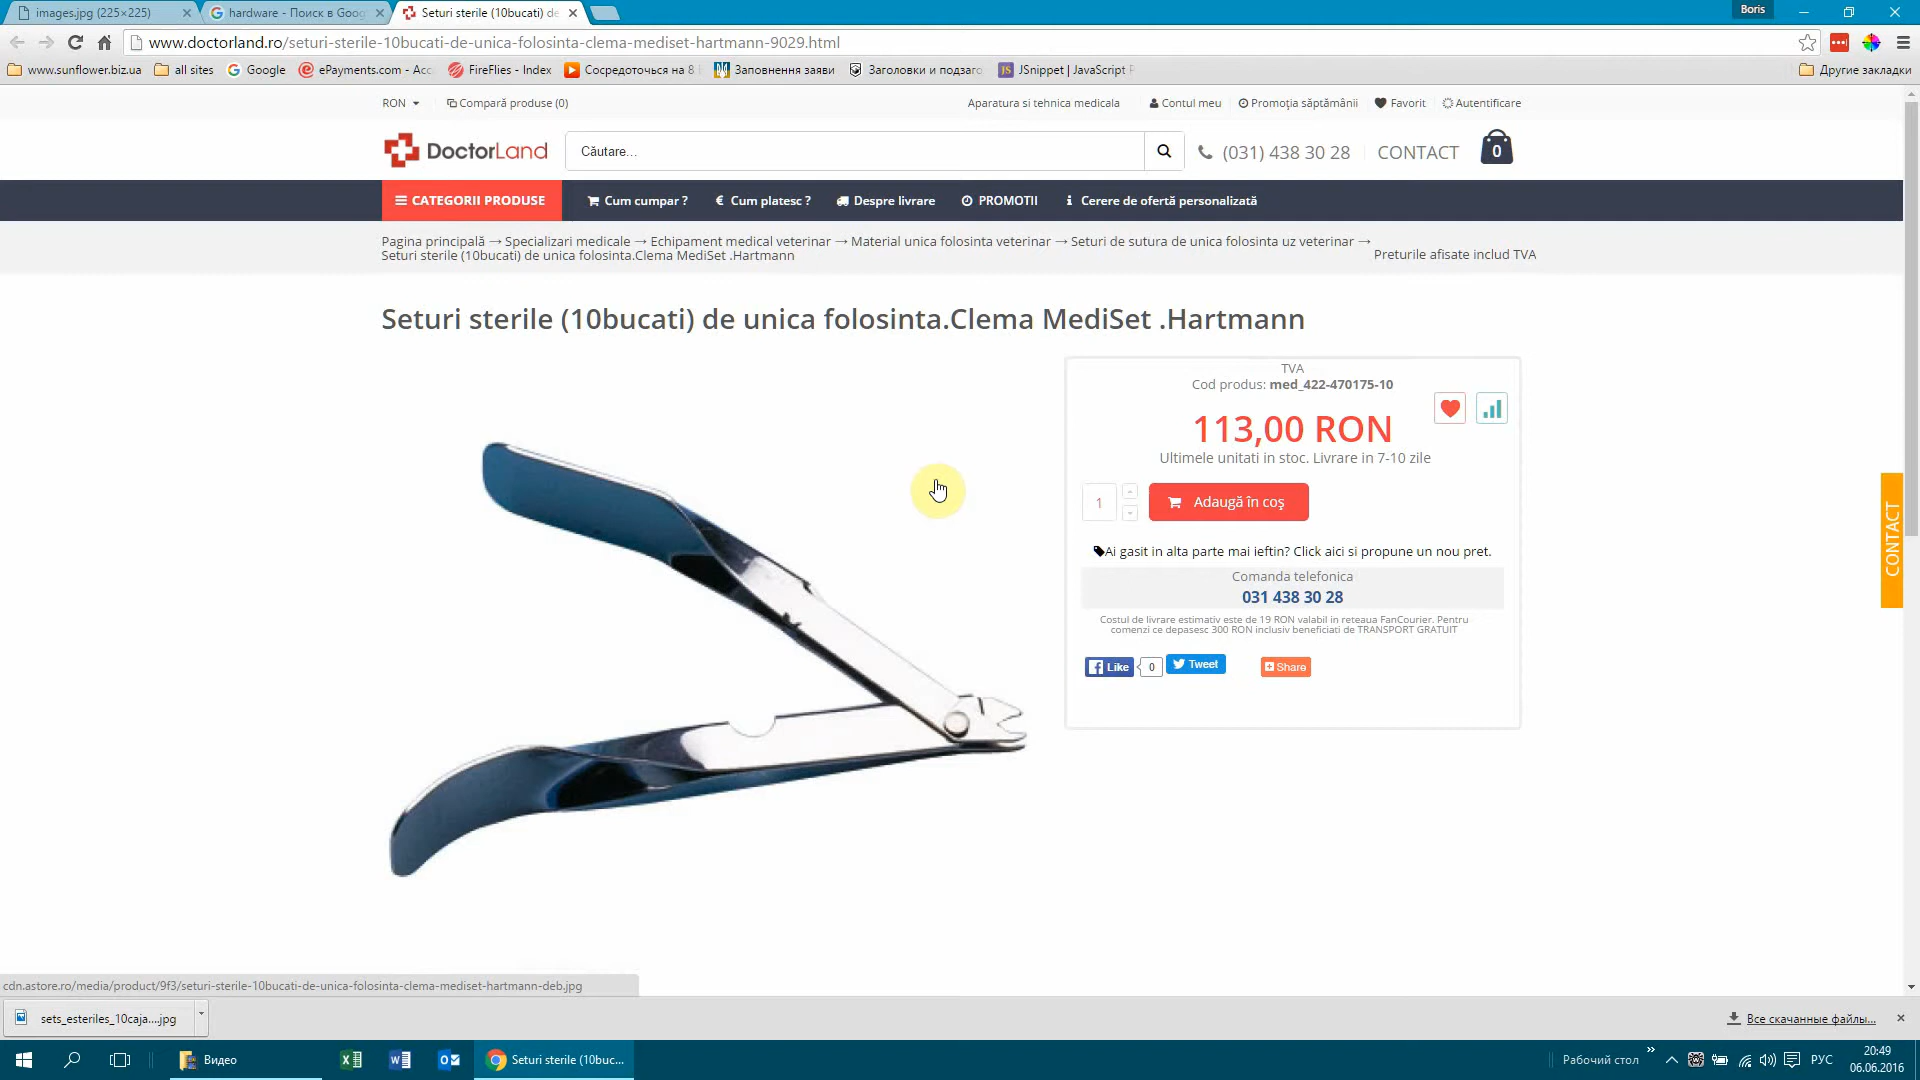 images.jpg (225×225)
hardware - Поиск в Goog
Seturi sterile (10bucati) de
Boris
www.doctorland.ro/seturi-sterile-10bucati-de-unica-folosinta-clema-mediset-hartmann-9029.html
www.sunflower.biz.ua
all sites
Google
ePayments.com - Acc
FireFlies - Index
Сосредоточься на 8
Заповнення заяви
Заголовки и подзаго
JSnippet | JavaScript
Другие закладки
RON
Compară produse (0)
Aparatura si tehnica medicala
Contul meu
Promoția săptămânii
Favorit
Autentificare
DoctorLand
Căutare...
(031) 438 30 28
CONTACT
0
CATEGORII PRODUSE
Cum cumpar ?
€ Cum platesc ?
Despre livrare
PROMOTII
Cerere de ofertă personalizată
Pagina principală → Specializari medicale → Echipament medical veterinar → Material unica folosinta veterinar → Seturi de sutura de unica folosinta uz veterinar →
Seturi sterile (10bucati) de unica folosinta.Clema MediSet .Hartmann
Preturile afisate includ TVA
Seturi sterile (10bucati) de unica folosinta.Clema MediSet .Hartmann
TVA
Cod produs: med_422-470175-10
113,00 RON
Ultimele unitati in stoc. Livrare in 7-10 zile
1
Adaugă în coş
Ai gasit in alta parte mai ieftin? Click aici si propune un nou pret.
Comanda telefonica
031 438 30 28
Costul de livrare estimativ este de 19 RON valabil in reteaua FanCourier. Pentru
comenzi ce depasesc 300 RON inclusiv beneficiati de TRANSPORT GRATUIT
Like
0
Tweet
Share
CONTACT
cdn.astore.ro/media/product/9f3/seturi-sterile-10bucati-de-unica-folosinta-clema-mediset-hartmann-deb.jpg
sets_esteriles_10caja....jpg
Все скачанные файлы...
Видео
Seturi sterile (10buc...
Рабочий стол
РУС
20:49
06.06.2016